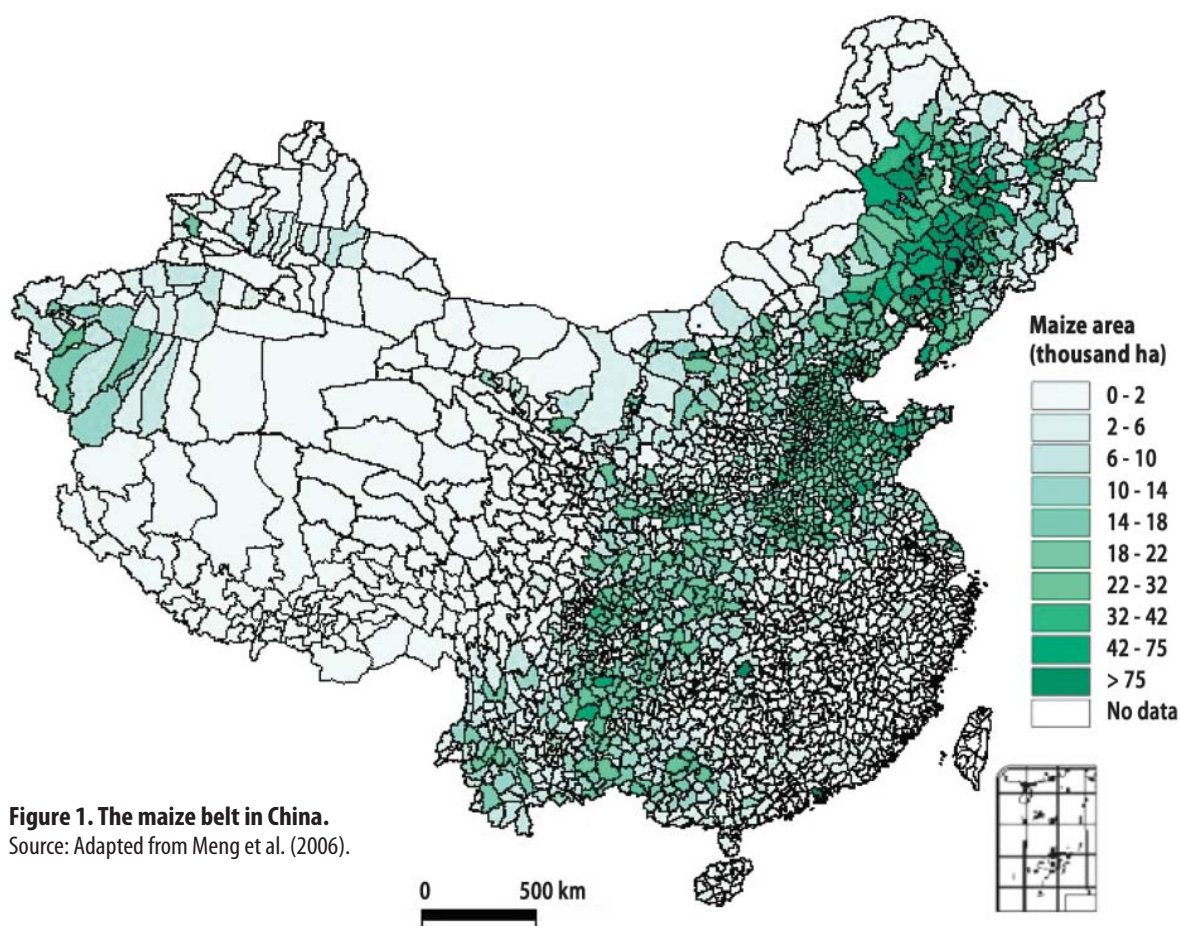 Maize area
(thousand ha)
0 - 2
2 - 6
6 - 10
10 - 14
14 - 18
18 - 22
22 - 32
32 - 42
42 - 75
> 75
No data
Figure 1. The maize belt in China.
Source: Adapted from Meng et al. (2006).
0 500 km